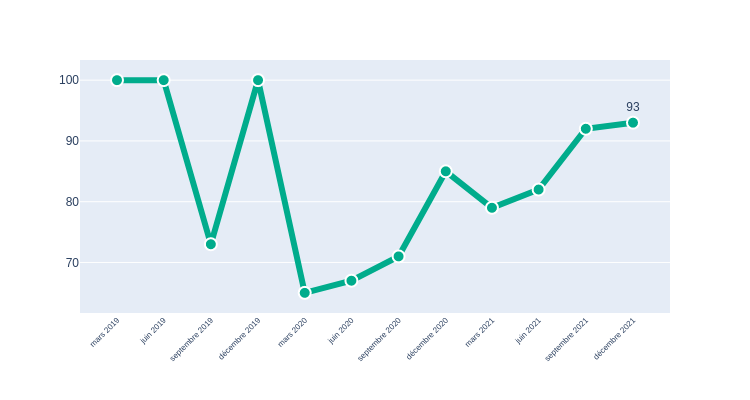 100
90
80
70
93
mars 2019
juin 2019
septembre 2019
décembre 2019
mars 2020
juin 2020
septembre 2020
décembre 2020
mars 2021
juin 2021
septembre 2021
décembre 2021